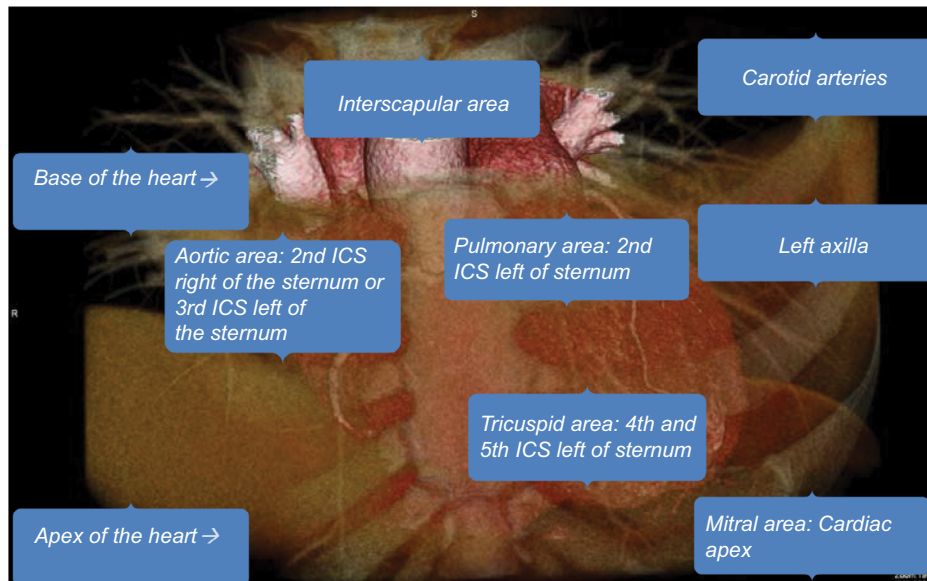 S
Interscapular area
Carotid arteries
Base of the heart →
Aortic area: 2nd ICS
right of the sternum or
3rd ICS left of
the sternum
Pulmonary area: 2nd
ICS left of sternum
Left axilla
R
Tricuspid area: 4th and
5th ICS left of sternum
Apex of the heart →
Mitral area: Cardiac
apex